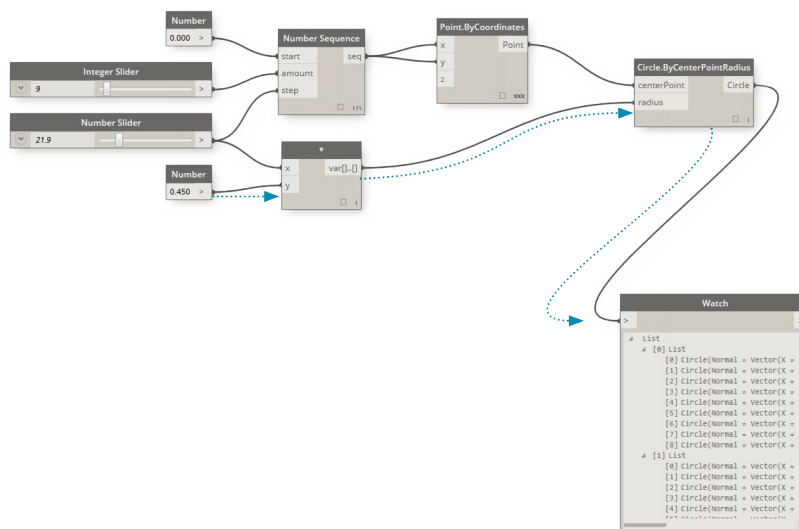 Number
0.000 >
Integer Slider
9 >
Number Slider
21.9 >
Number
0.450 >
Number Sequence
start seq
amount
step
*
x var[]..[]
y
Point.ByCoordinates
x Point
y
z
xxx
Circle.ByCenterPointRadius
centerPoint Circle
radius
Watch
>
List
[0] List
[0] Circle(Normal = Vector(X =
[1] Circle(Normal = Vector(X =
[2] Circle(Normal = Vector(X =
[3] Circle(Normal = Vector(X =
[4] Circle(Normal = Vector(X =
[5] Circle(Normal = Vector(X =
[6] Circle(Normal = Vector(X =
[7] Circle(Normal = Vector(X =
[8] Circle(Normal = Vector(X =
[1] List
[0] Circle(Normal = Vector(X =
[1] Circle(Normal = Vector(X =
[2] Circle(Normal = Vector(X =
[3] Circle(Normal = Vector(X =
[4] Circle(Normal = Vector(X =